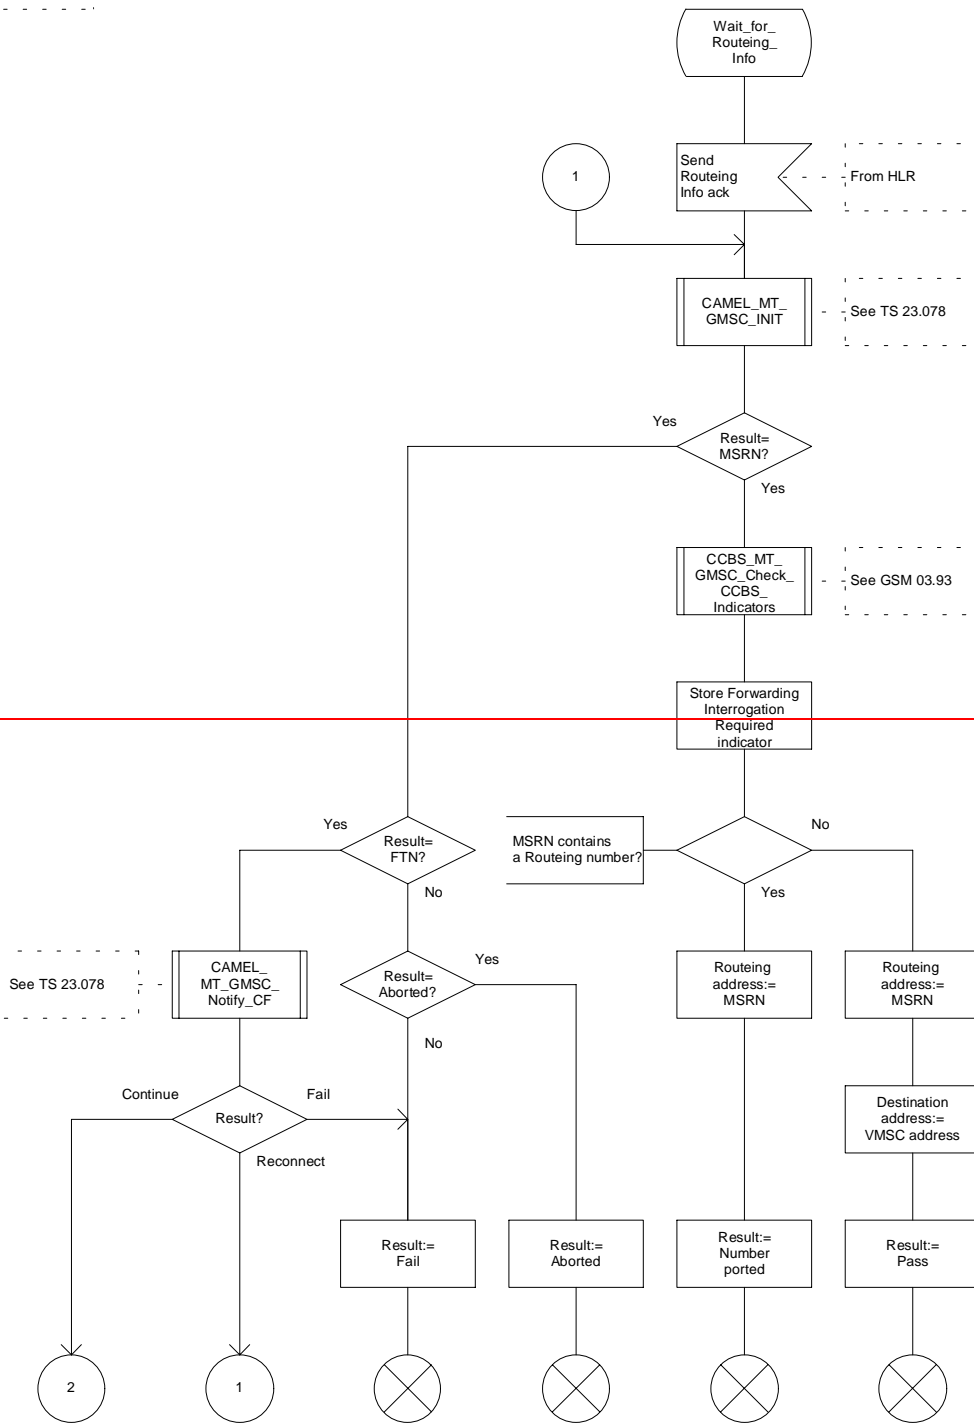 Wait_for_
Routeing_
Info
1
Send
Routeing
Info ack
From HLR
CAMEL_MT_
GMSC_INIT
See TS 23.078
Yes
Result=
MSRN?
Yes
CCBS_MT_
GMSC_Check_
CCBS_
Indicators
See GSM 03.93
Store Forwarding
Interrogation
Required
indicator
Yes
Result=
FTN?
No
MSRN contains
a Routeing number?
No
Yes
See TS 23.078
CAMEL_
MT_GMSC_
Notify_CF
Result=
Aborted?
Yes
No
Routeing
address:=
MSRN
Routeing
address:=
MSRN
Continue
Result?
Fail
Reconnect
Destination
address:=
VMSC address
Result:=
Fail
Result:=
Aborted
Result:=
Number
ported
Result:=
Pass
2
1